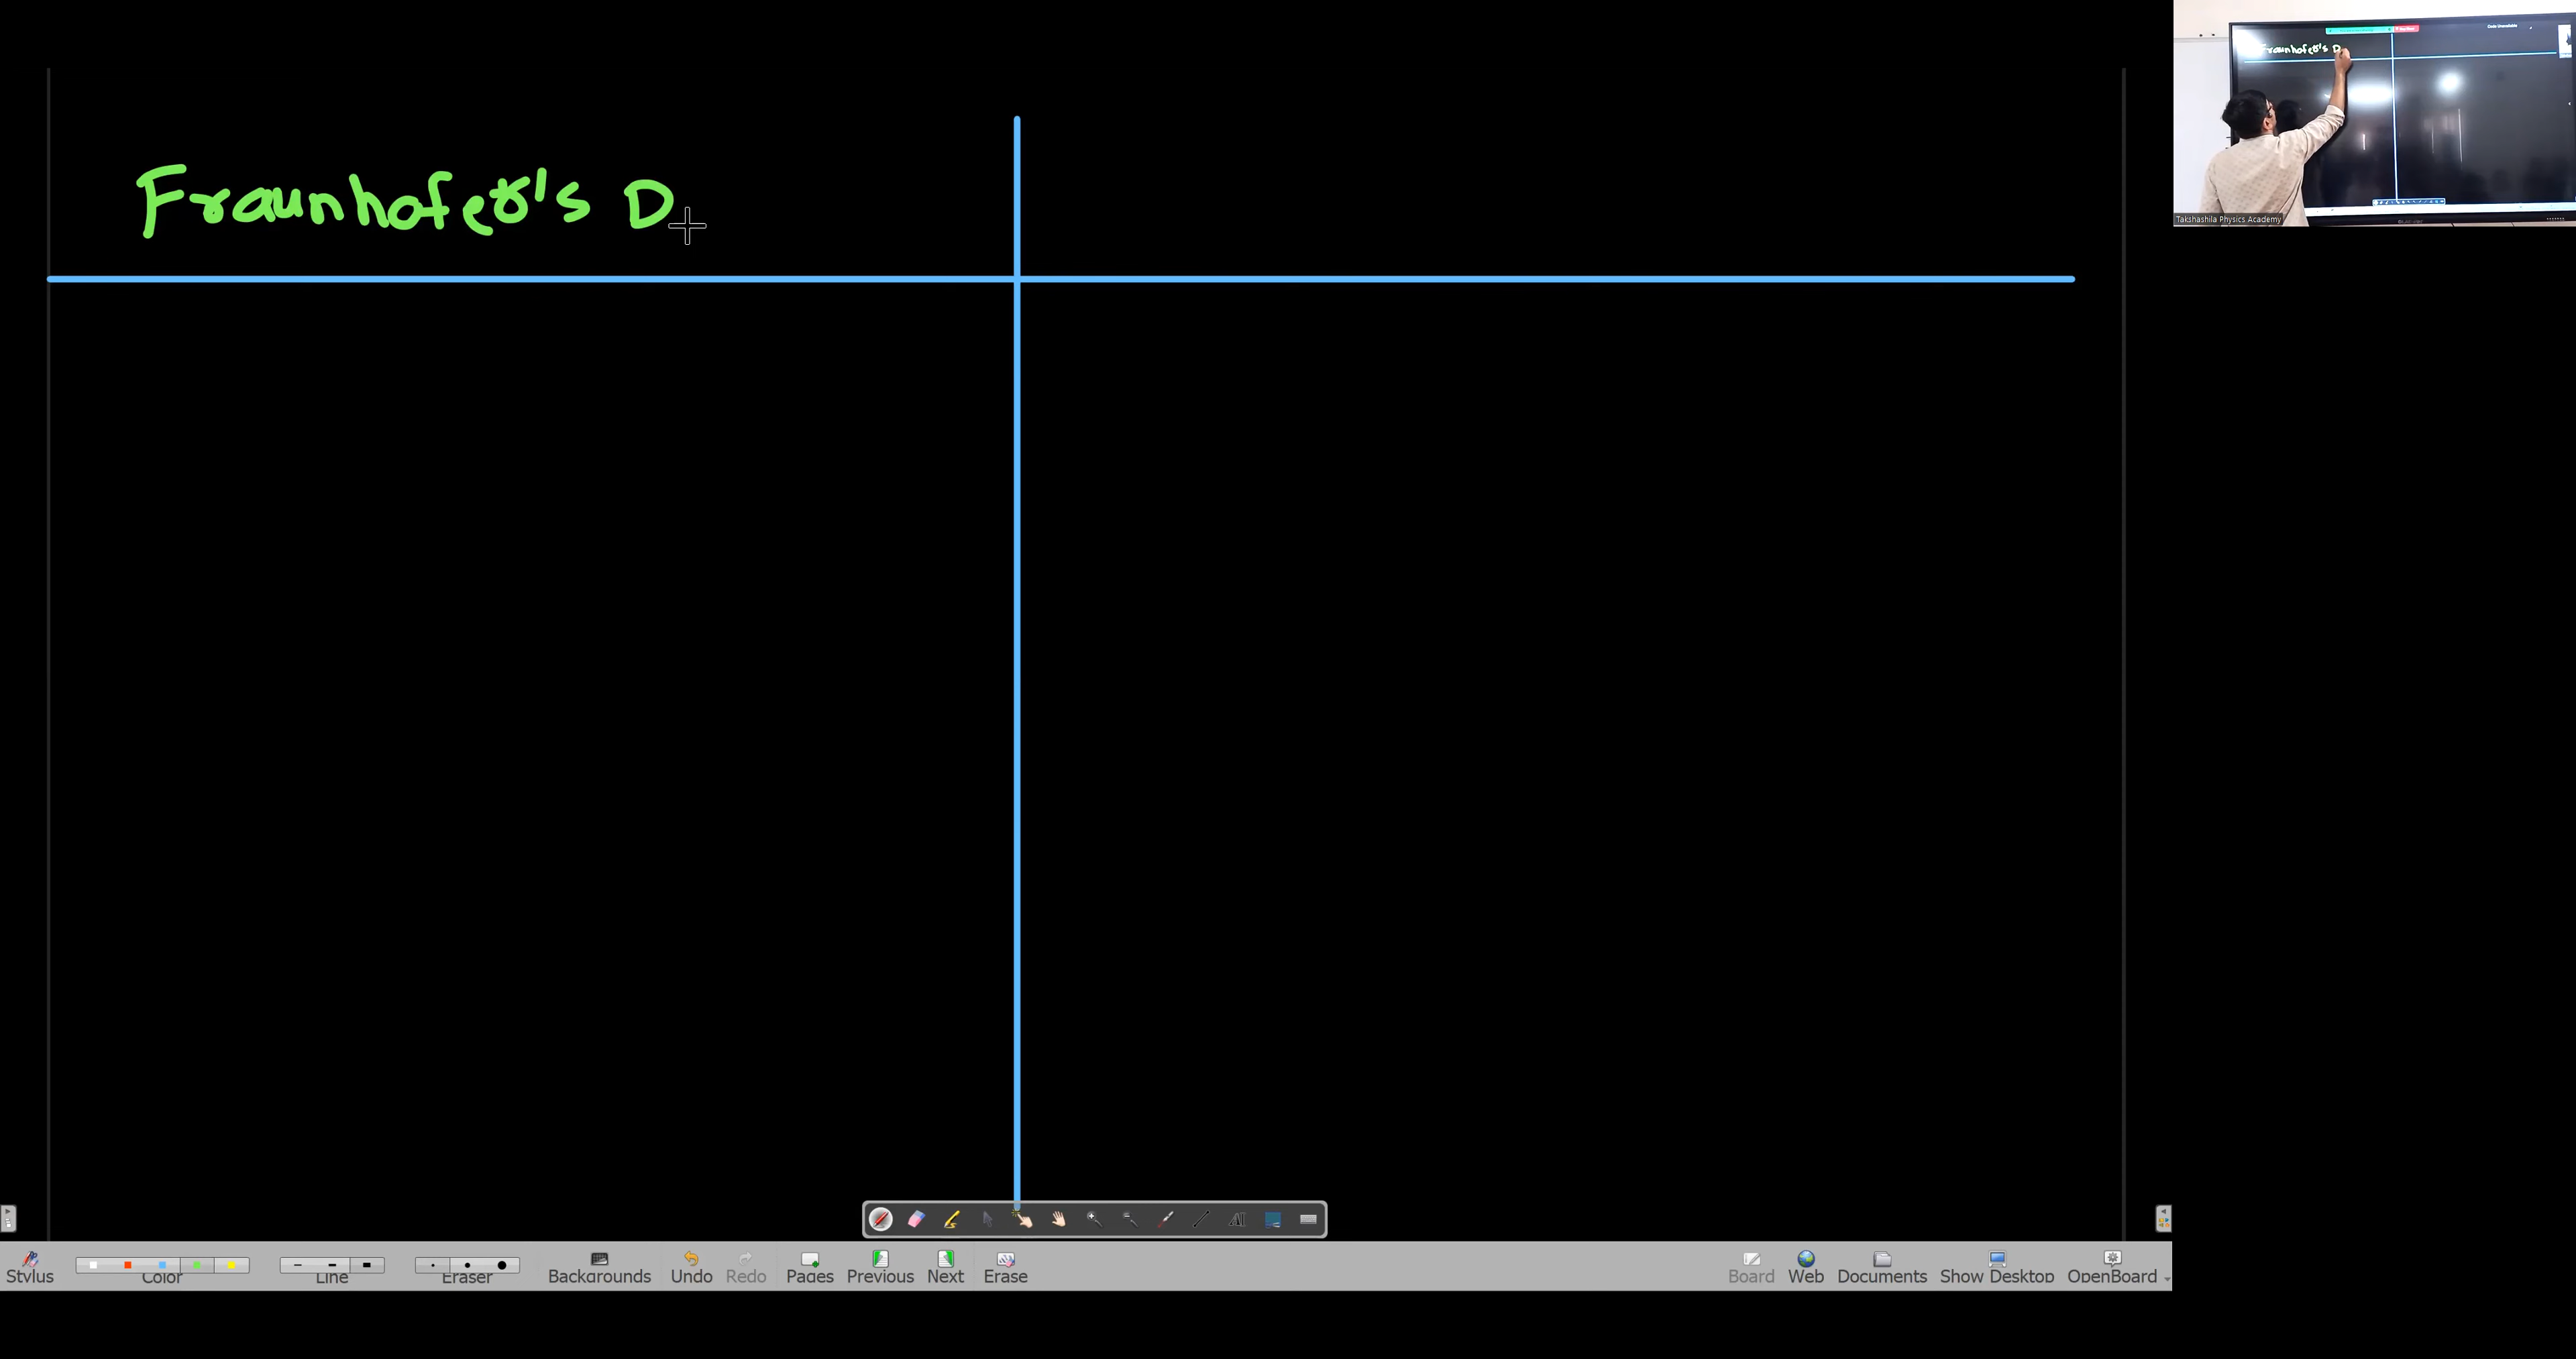 Fraunhofer's D
Takshashila Physics Academy
Stylus
Color
Line
Eraser
Backgrounds
Undo
Redo
Pages
Previous
Next
Erase
Board
Web
Documents
Show Desktop
OpenBoard